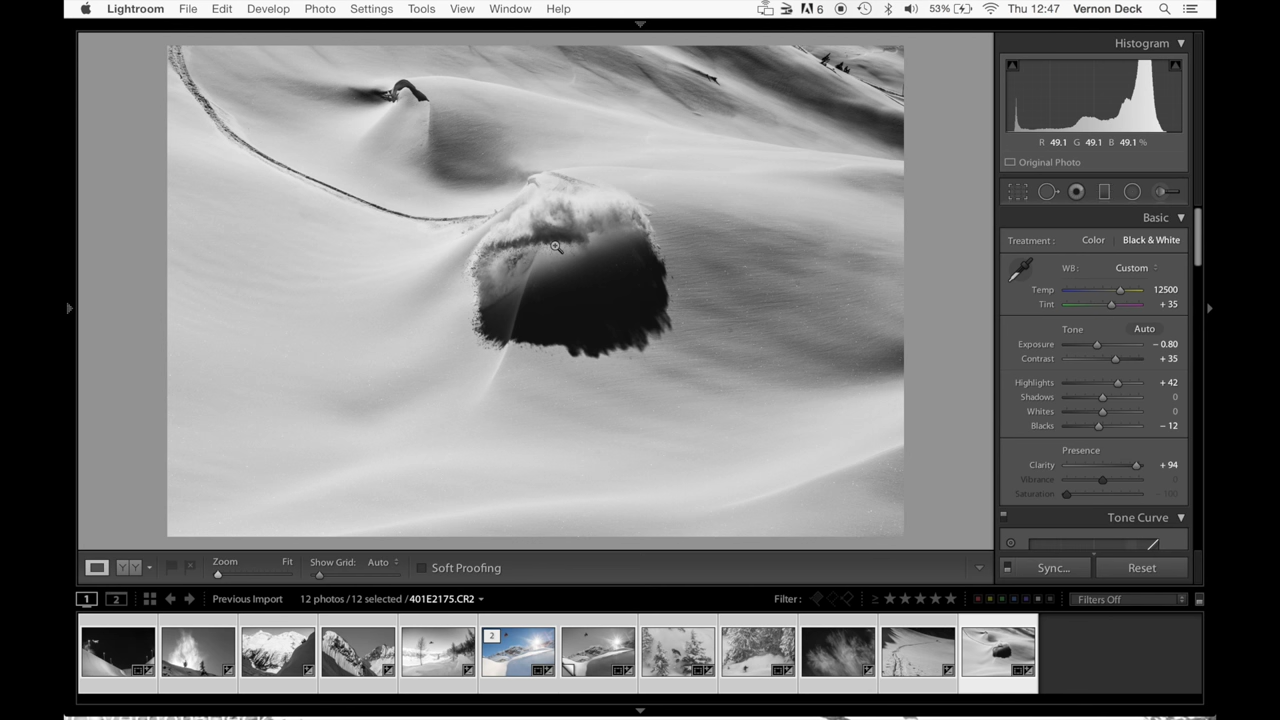 Lightroom File Edit Develop Photo Settings Tools View Window Help 6 53% Thu 12:47 Vernon Deck
Histogram
R 49.1 G 49.1 B 49.1 %
Original Photo
Basic
Treatment : Color Black & White
WB : Custom
Temp 12500
Tint + 35
Tone Auto
Exposure − 0.80
Contrast + 35
Highlights + 42
Shadows 0
Whites 0
Blacks − 12
Presence
Clarity + 94
Vibrance 0
Saturation − 100
Tone Curve
Zoom Fit Show Grid: Auto Soft Proofing
Sync... Reset
1 2 Previous Import 12 photos / 12 selected / 401E2175.CR2 Filter : Filters Off
2